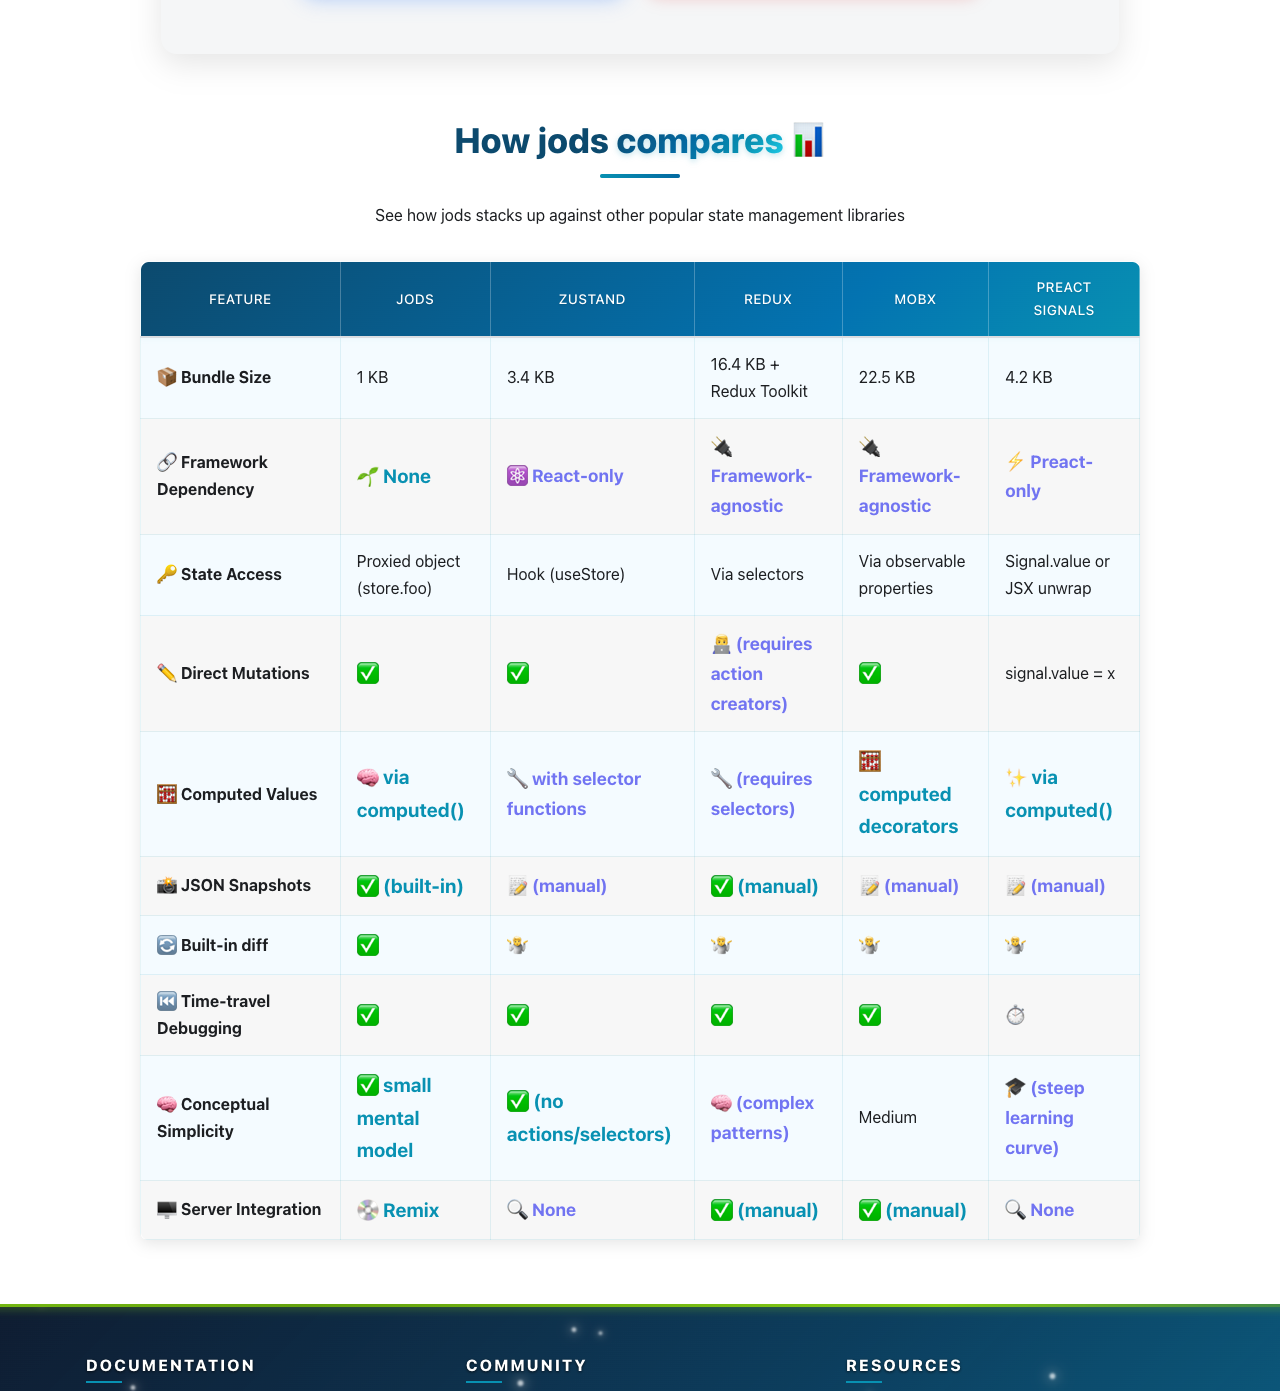 How jods compares 📊
See how jods stacks up against other popular state management libraries
FEATURE
JODS
ZUSTAND
REDUX
MOBX
PREACT
SIGNALS
📦 Bundle Size
1 KB
3.4 KB
16.4 KB +
Redux Toolkit
22.5 KB
4.2 KB
🔗 Framework
Dependency
🌱 None
⚛️ React-only
🔌
Framework-
agnostic
🔌
Framework-
agnostic
⚡ Preact-
only
🔑 State Access
Proxied object
(store.foo)
Hook (useStore)
Via selectors
Via observable
properties
Signal.value or
JSX unwrap
✏️ Direct Mutations
✅
✅
👨‍💻 (requires
action
creators)
✅
signal.value = x
🧮 Computed Values
🧠 via
computed()
🔧 with selector
functions
🔧 (requires
selectors)
🧮
computed
decorators
✨ via
computed()
📸 JSON Snapshots
✅ (built-in)
📝 (manual)
✅ (manual)
📝 (manual)
📝 (manual)
🔄 Built-in diff
✅
🤷
🤷
🤷
🤷
⏮️ Time-travel
Debugging
✅
✅
✅
✅
⏱️
🧠 Conceptual
Simplicity
✅ small
mental
model
✅ (no
actions/selectors)
🧠 (complex
patterns)
Medium
🎓 (steep
learning
curve)
🖥️ Server Integration
💿 Remix
🔍 None
✅ (manual)
✅ (manual)
🔍 None
DOCUMENTATION
COMMUNITY
RESOURCES